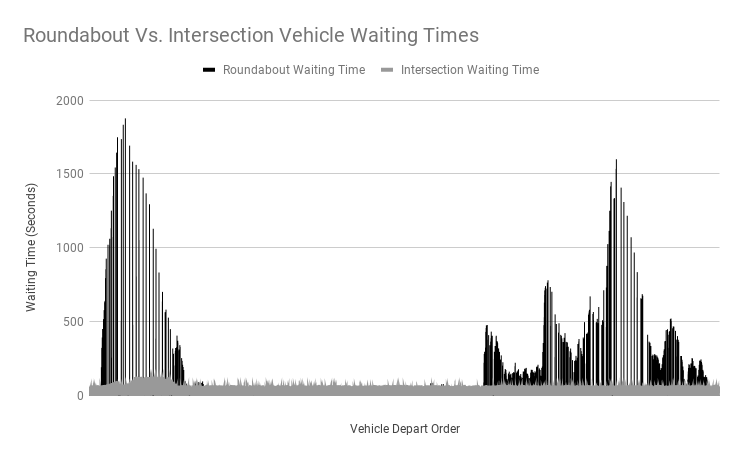 Roundabout Vs. Intersection Vehicle Waiting Times
Roundabout Waiting Time Intersection Waiting Time
2000
1500
1000
500
0
Waiting Time (Seconds)
Vehicle Depart Order